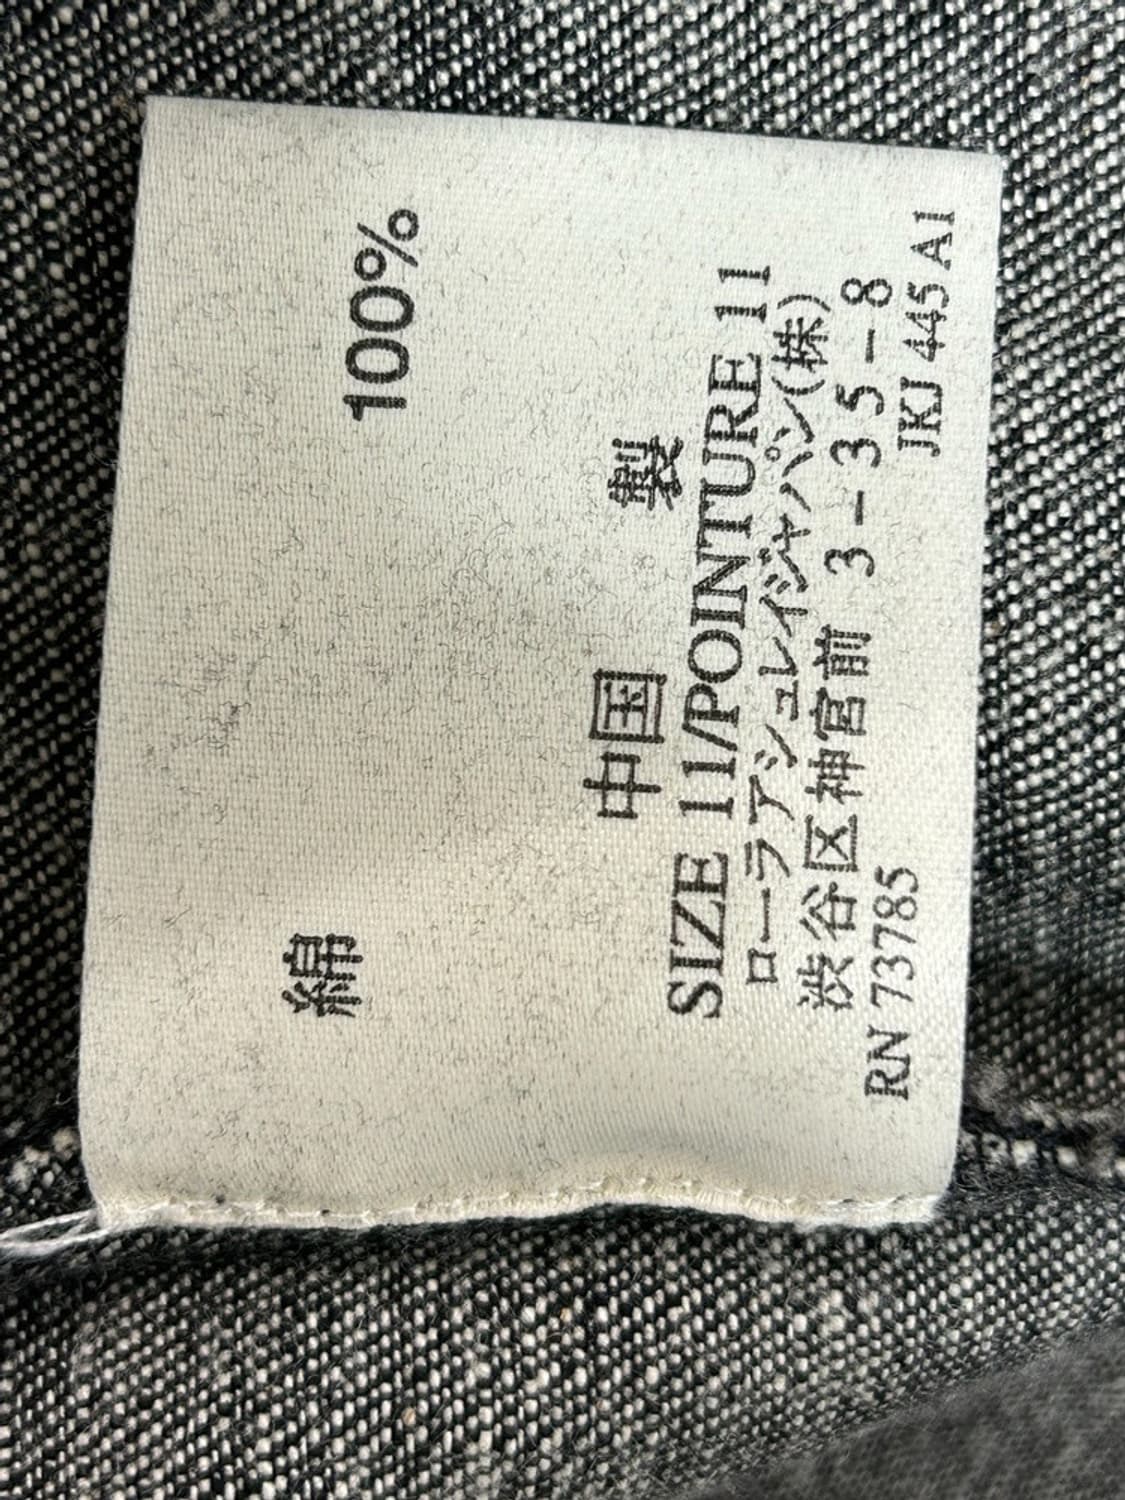 綿 100%
中国 製
SIZE 11/POINTURE 11
ローラアシュレイジャパン(株)
渋谷区神宮前 3-35-8
RN 73785 JKJ 445 A1